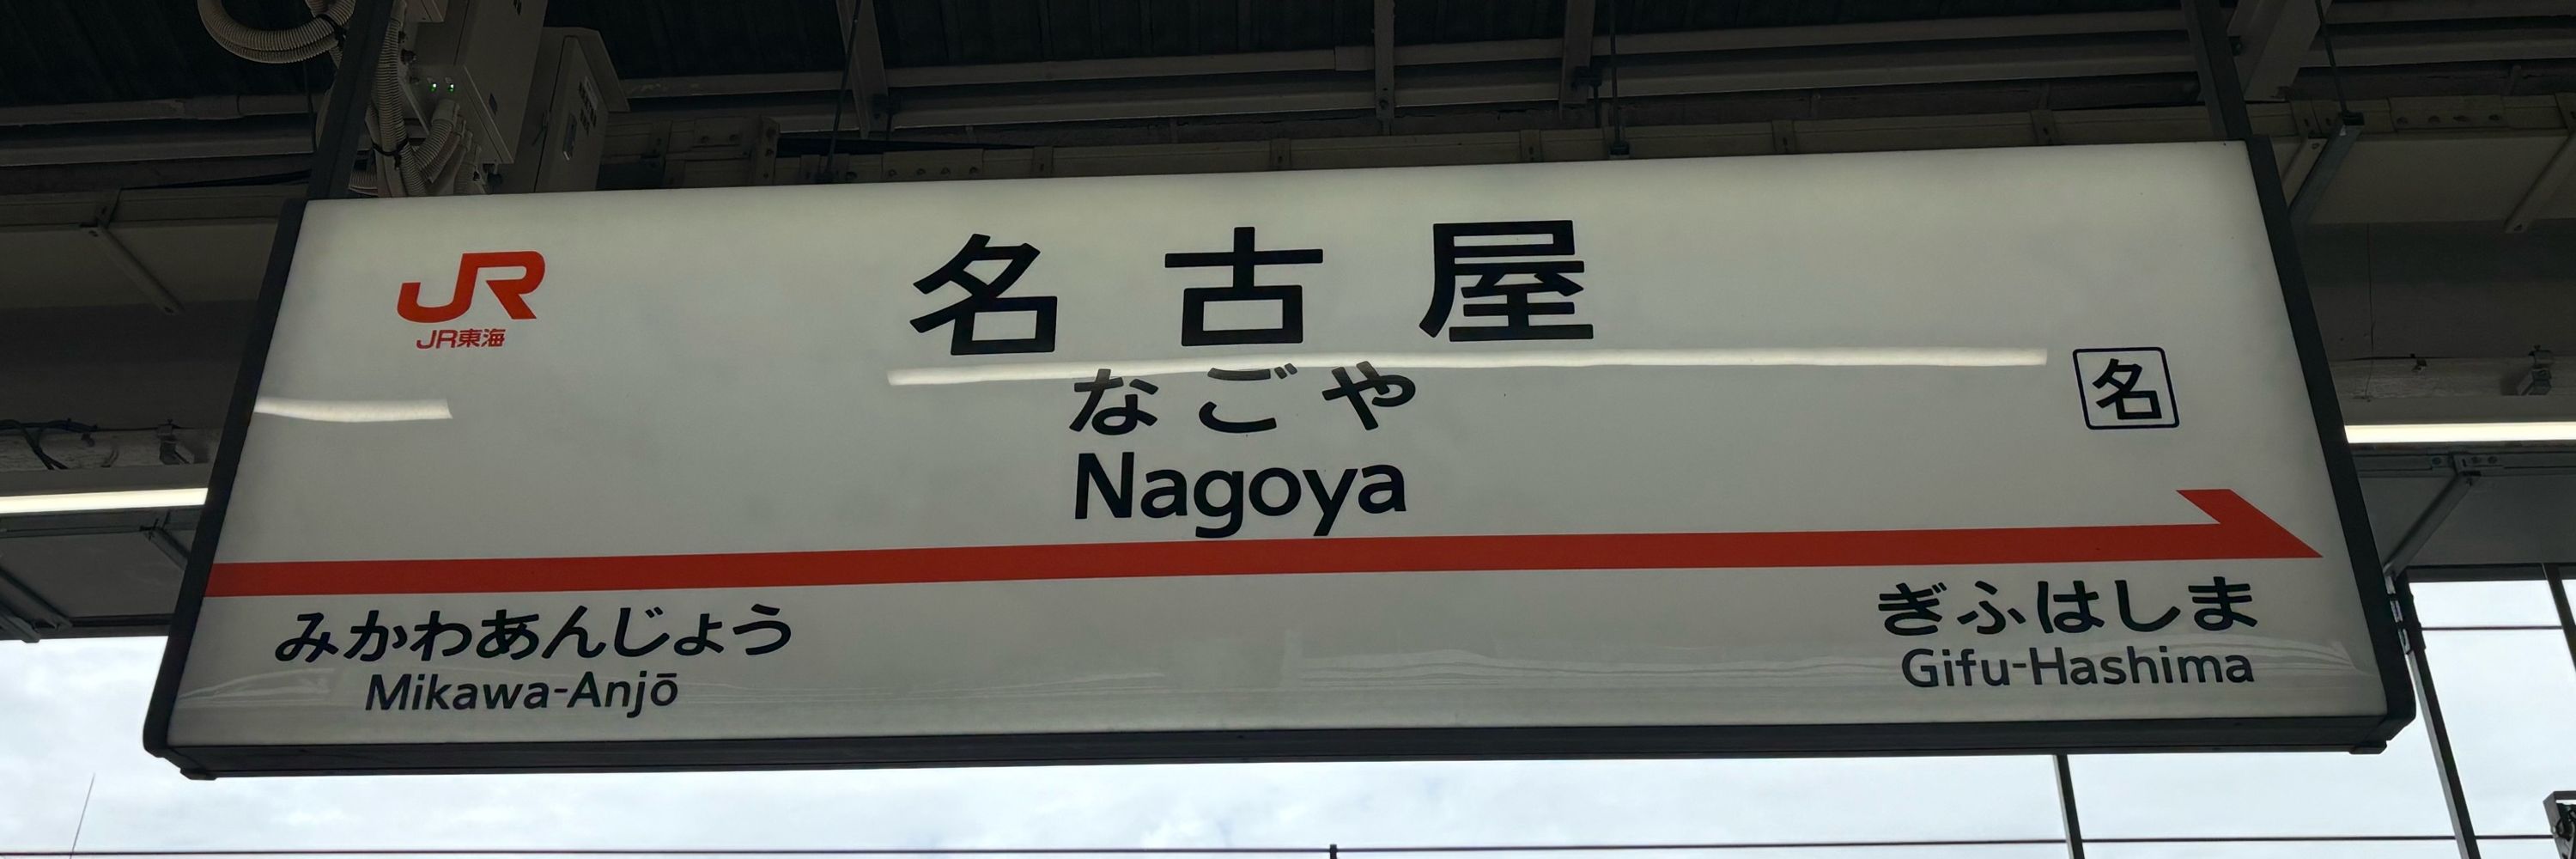 JR
JR東海
名古屋
なごや
名
Nagoya
みかわあんじょう
Mikawa-Anjō
ぎふはしま
Gifu-Hashima